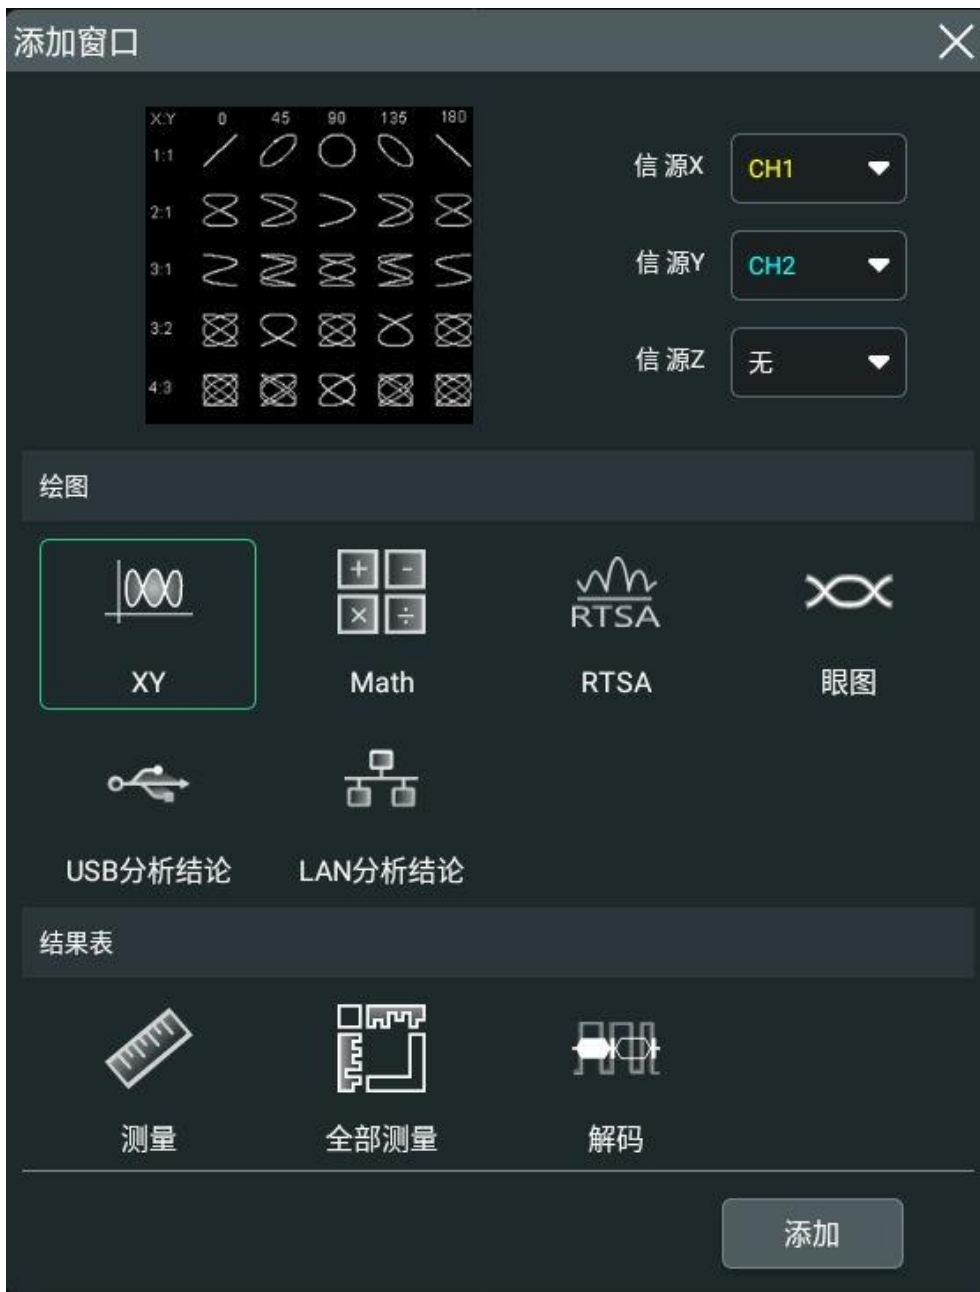 添加窗口
X:Y 0 45 90 135 180
1:1
2:1
3:1
3:2
4:3
信源X CH1
信源Y CH2
信源Z 无
绘图
+ -
× ÷
RTSA
XY Math RTSA 眼图
USB分析结论 LAN分析结论
结果表
测量 全部测量 解码
添加